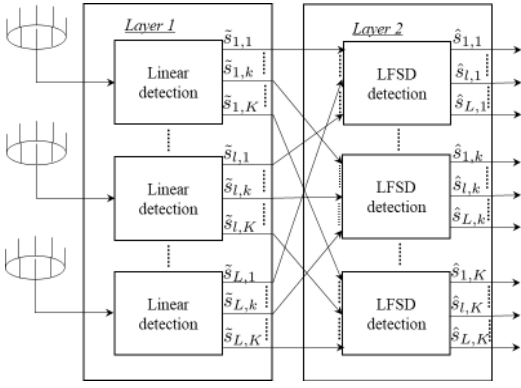 Layer 1
Layer 2
Linear
detection
s̃1,1
s̃1,k
s̃1,K
Linear
detection
s̃l,1
s̃l,k
s̃l,K
Linear
detection
s̃L,1
s̃L,k
s̃L,K
LFSD
detection
ŝ1,1
ŝl,1
ŝL,1
LFSD
detection
ŝ1,k
ŝl,k
ŝL,k
LFSD
detection
ŝ1,K
ŝl,K
ŝL,K